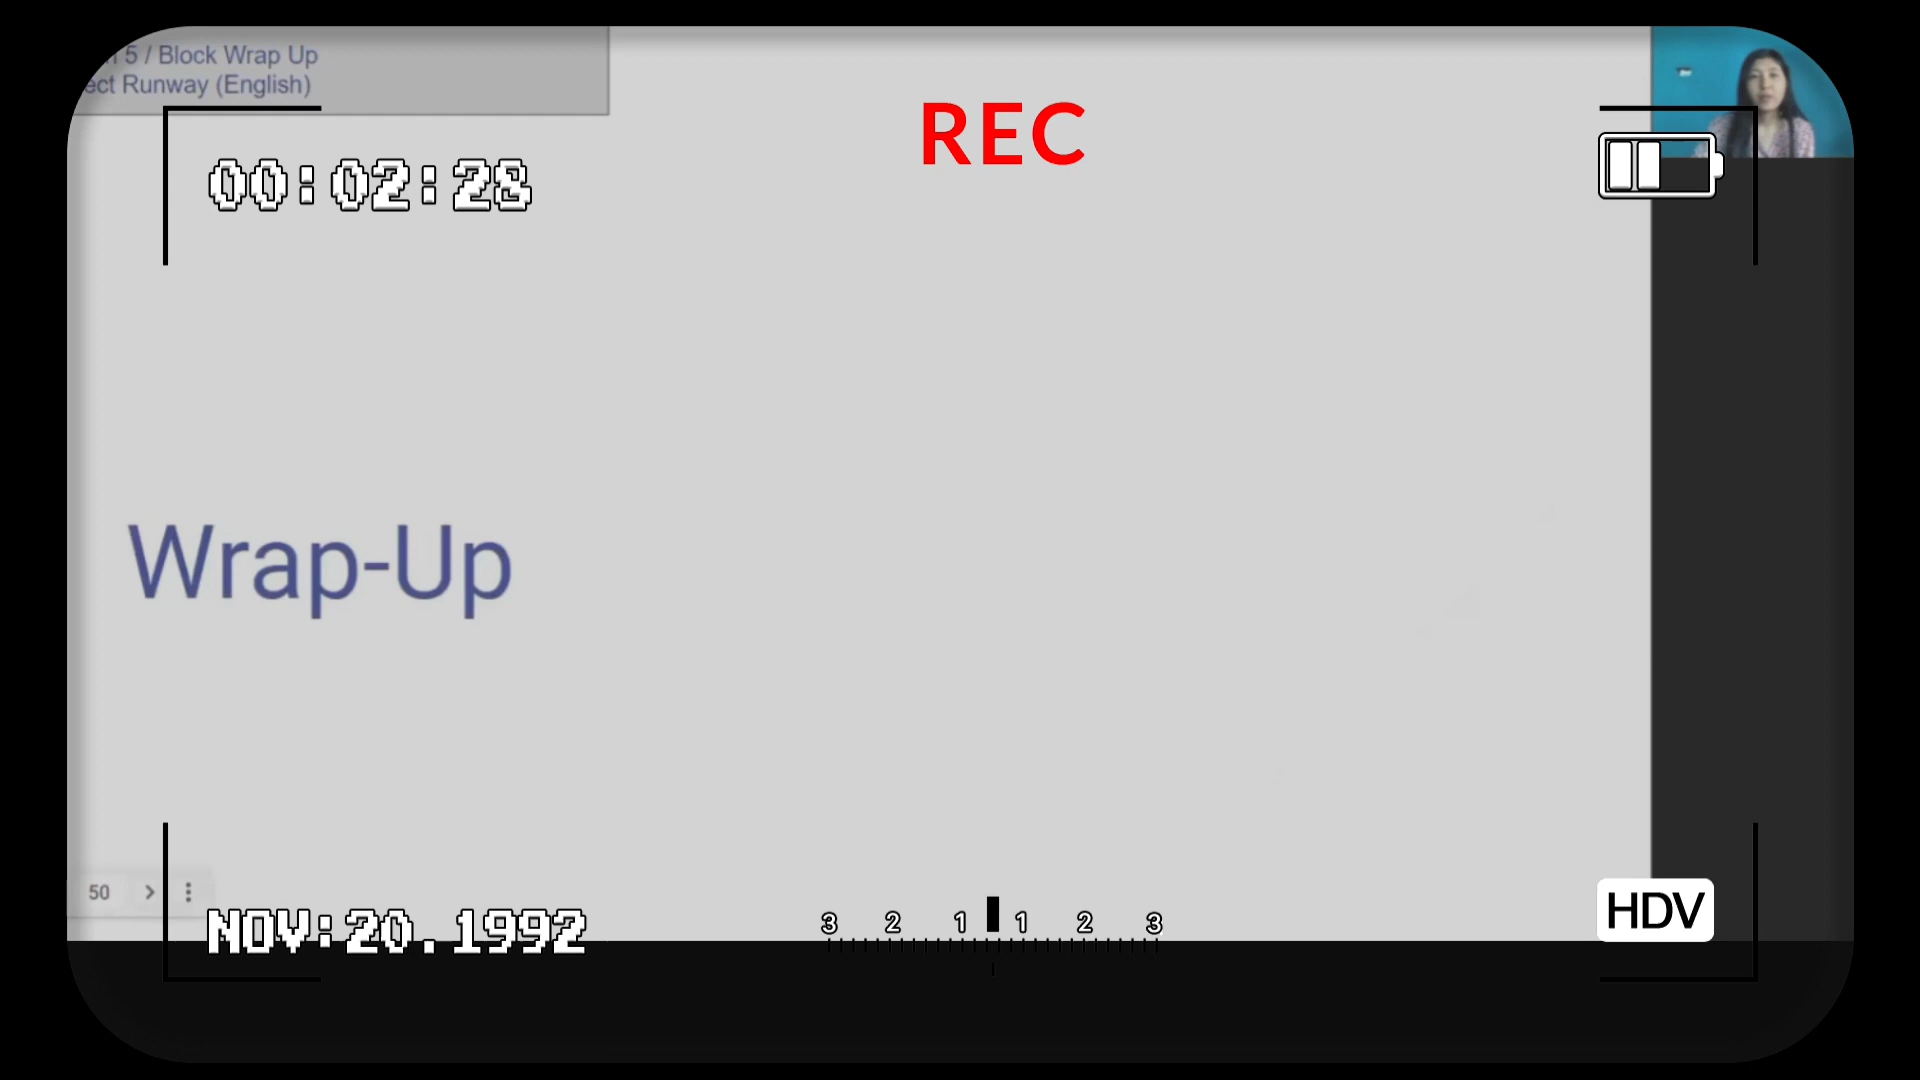 5 / Block Wrap Up
ect Runway (English)
REC
00:02:28
Wrap-Up
50
NOV:20.1992
3 2 1 1 2 3
HDV